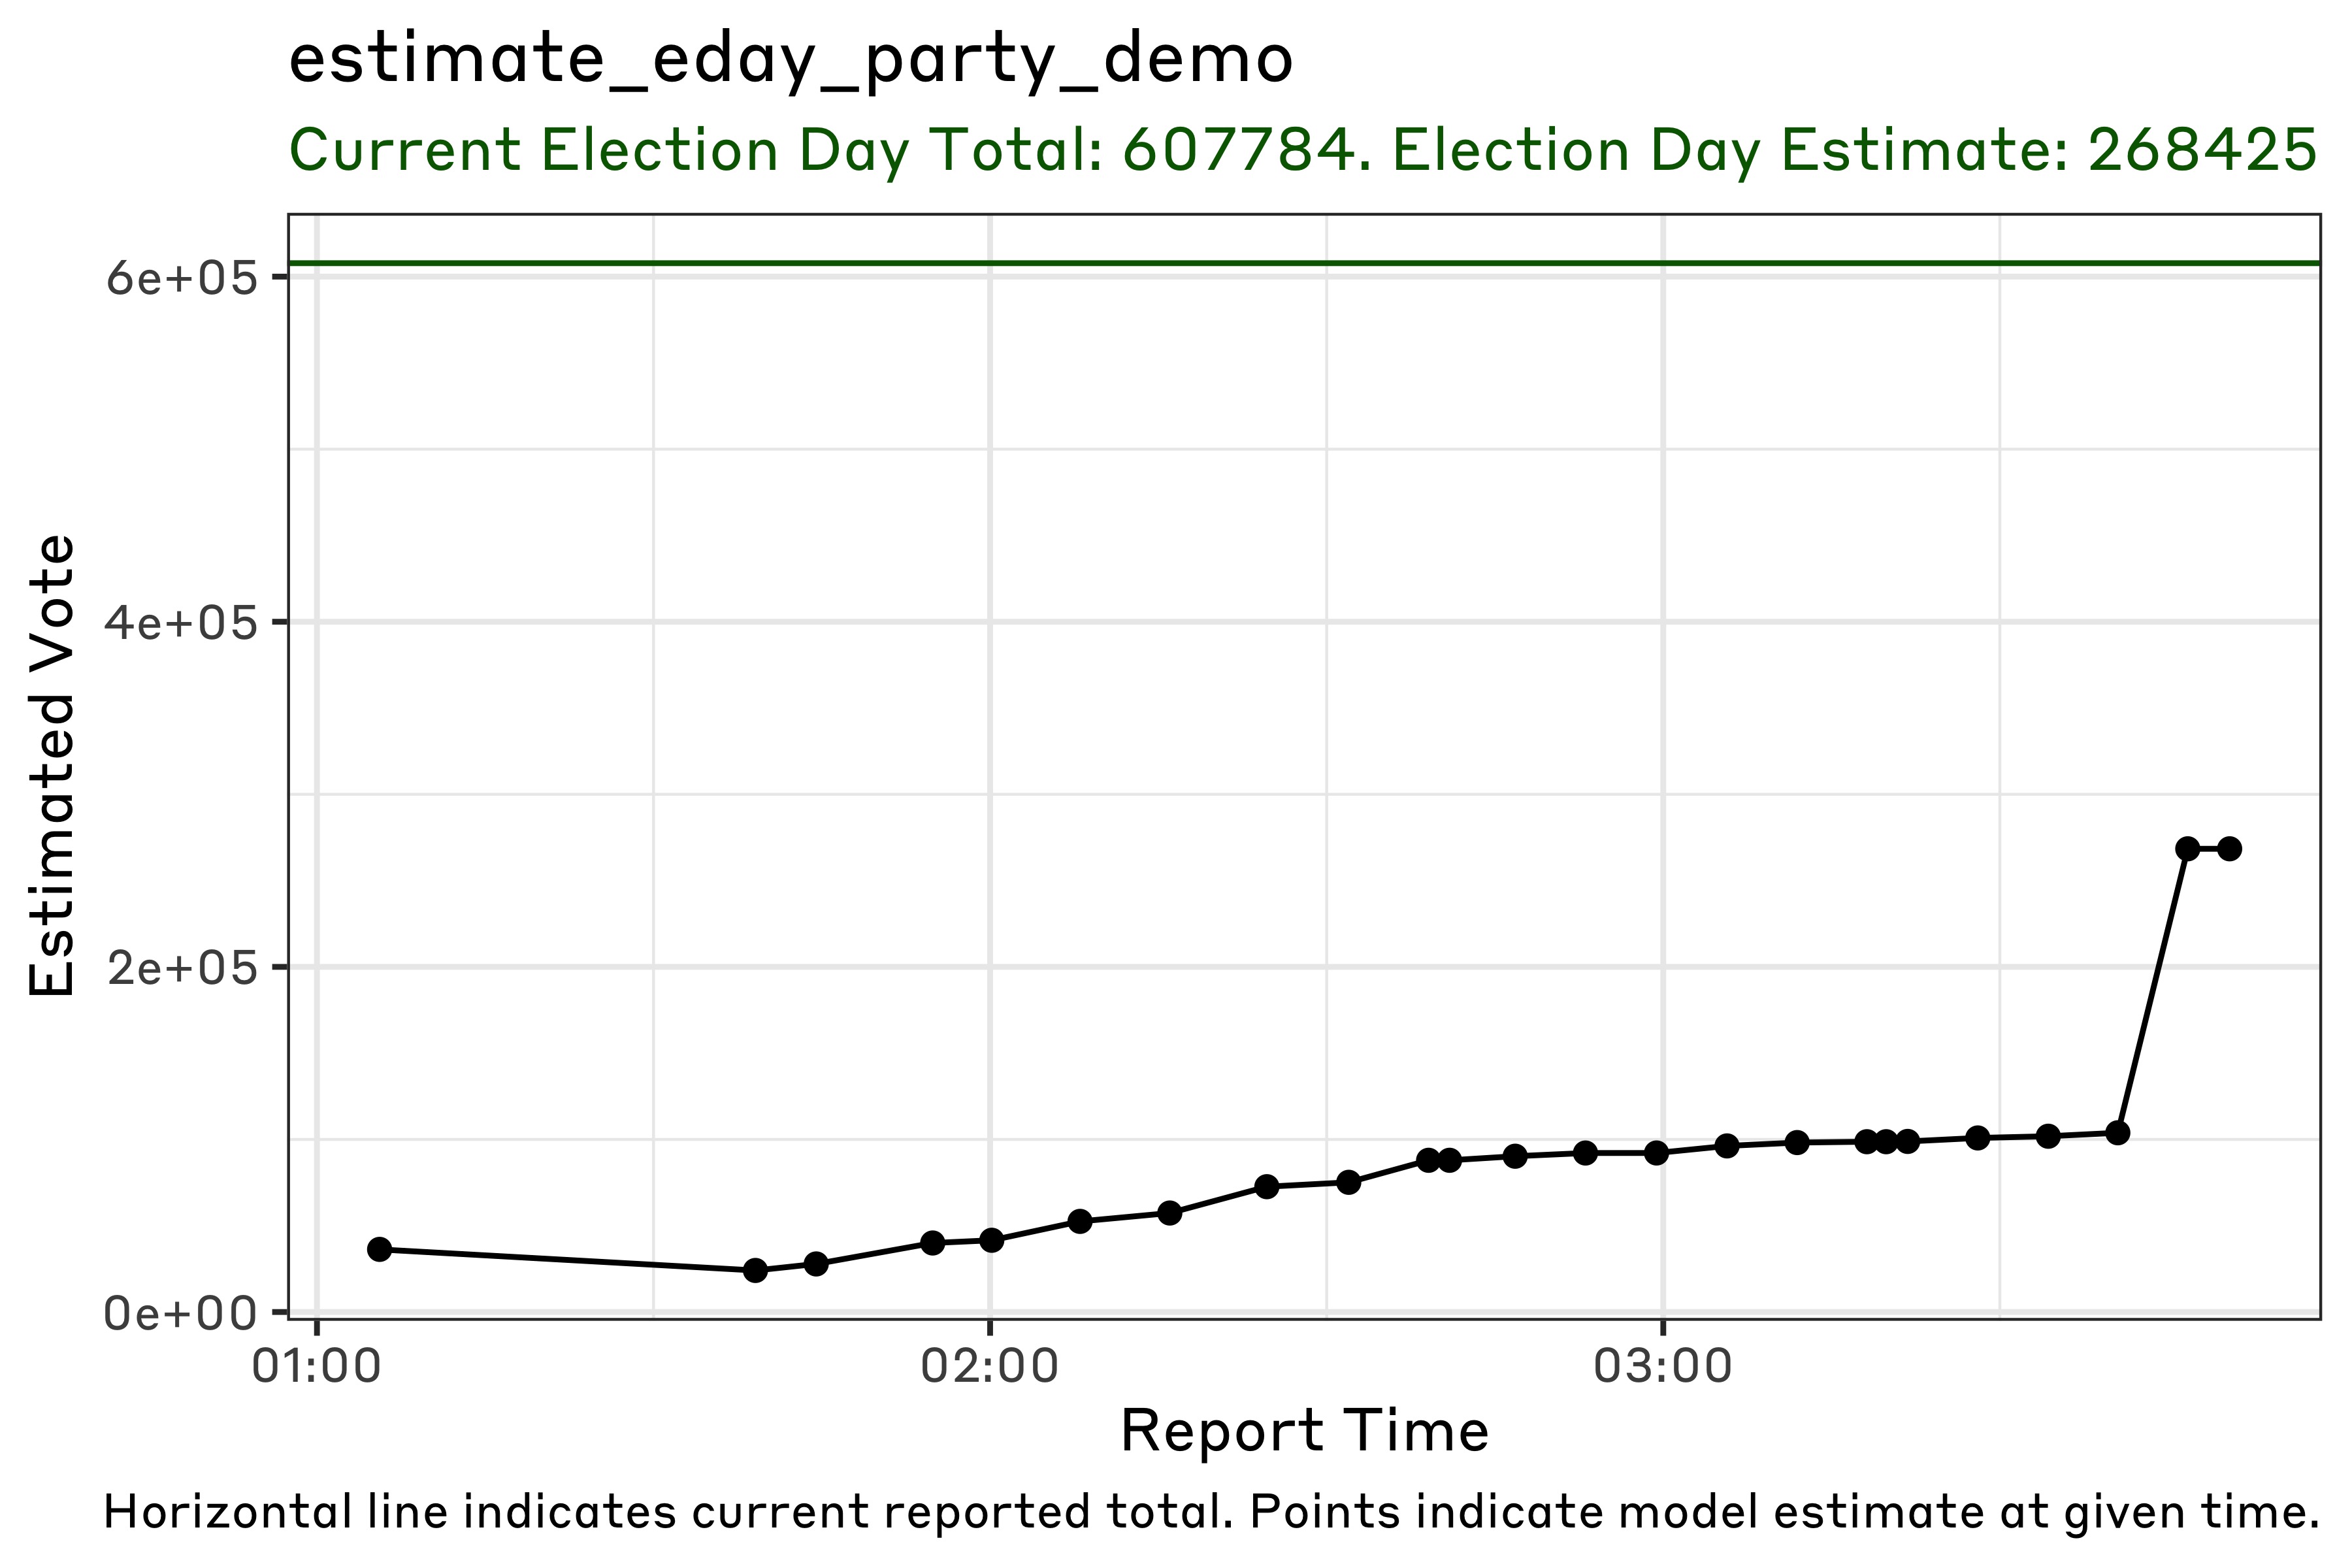 estimate_eday_party_demo
Current Election Day Total: 607784. Election Day Estimate: 268425
Estimated Vote
6e+05
4e+05
2e+05
0e+00
01:00 02:00 03:00
Report Time
Horizontal line indicates current reported total. Points indicate model estimate at given time.